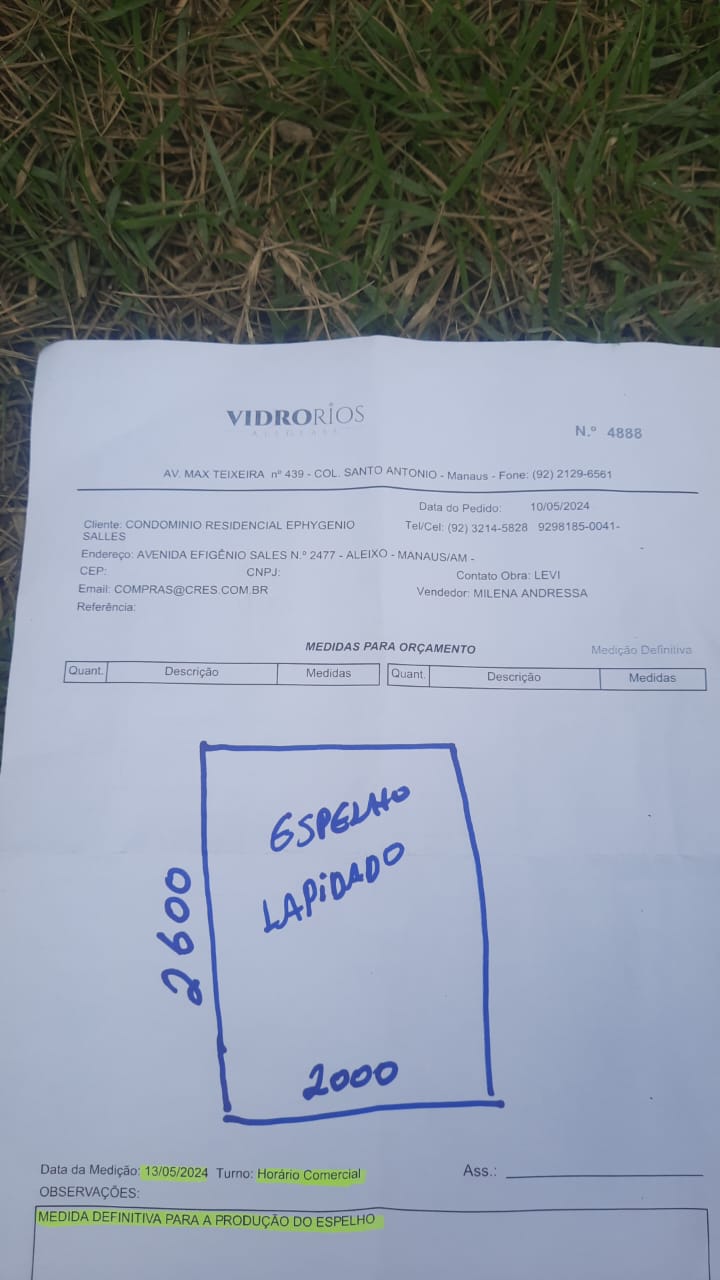 VIDRORIOS
N.º 4888
AV. MAX TEIXEIRA nº 439 - COL. SANTO ANTONIO - Manaus - Fone: (92) 2129-6561
Data do Pedido: 10/05/2024
Cliente: CONDOMINIO RESIDENCIAL EPHYGENIO SALLES
Tel/Cel: (92) 3214-5828 9298185-0041-
Endereço: AVENIDA EFIGÊNIO SALES N.º 2477 - ALEIXO - MANAUS/AM -
CEP: CNPJ: Contato Obra: LEVI
Email: COMPRAS@CRES.COM.BR Vendedor: MILENA ANDRESSA
Referência:
MEDIDAS PARA ORÇAMENTO Medição Definitiva
Quant. Descrição Medidas Quant. Descrição Medidas
ESPELHO
LAPIDADO
2600
2000
Data da Medição: 13/05/2024 Turno: Horário Comercial Ass.:
OBSERVAÇÕES:
MEDIDA DEFINITIVA PARA A PRODUÇÃO DO ESPELHO